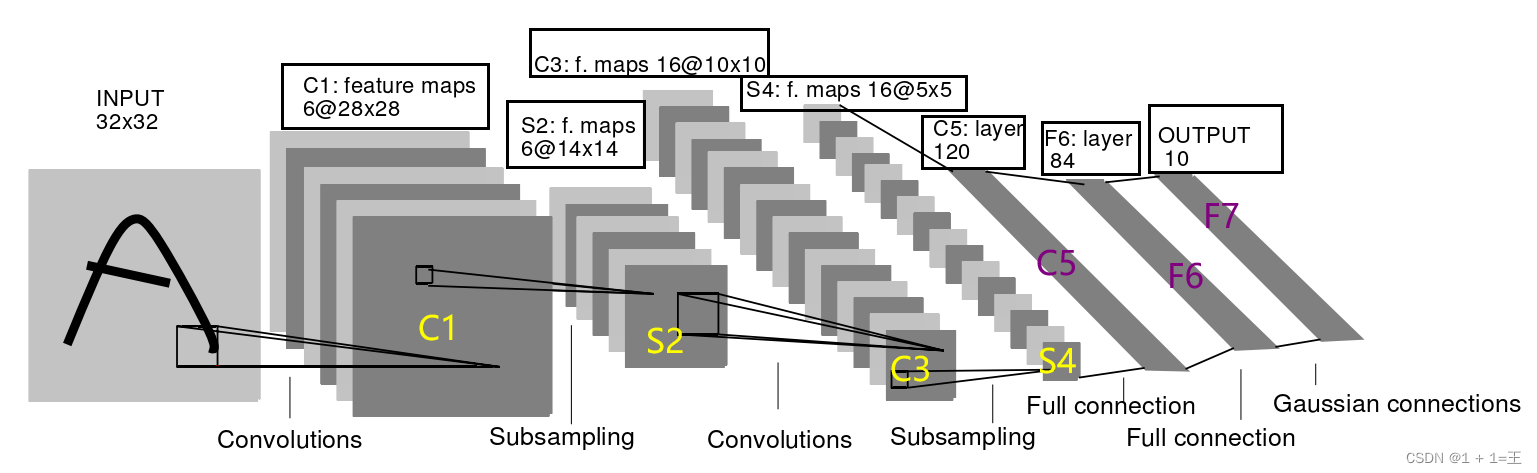 INPUT
32x32
C1: feature maps
6@28x28
S2: f. maps
6@14x14
C3: f. maps 16@10x10
S4: f. maps 16@5x5
C5: layer
120
F6: layer
84
OUTPUT
10
A
C1
S2
C3
S4
C5
F6
F7
Convolutions
Subsampling
Convolutions
Subsampling
Full connection
Full connection
Gaussian connections
CSDN @1 + 1=王